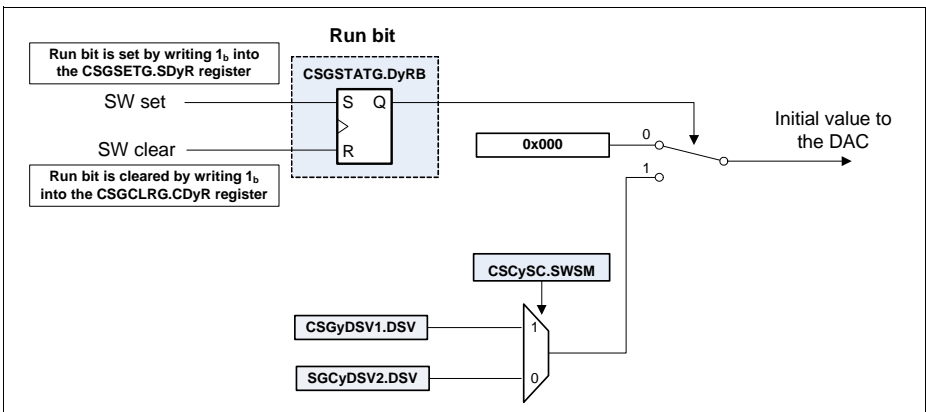 Run bit
Run bit is set by writing 1b into
the CSGSETG.SDyR register
CSGSTATG.DyRB
SW set
S Q
SW clear
R
Run bit is cleared by writing 1b
into the CSGCLRG.CDyR register
0x000
0
1
Initial value to
the DAC
CSCySC.SWSM
CSGyDSV1.DSV
1
SGCyDSV2.DSV
0